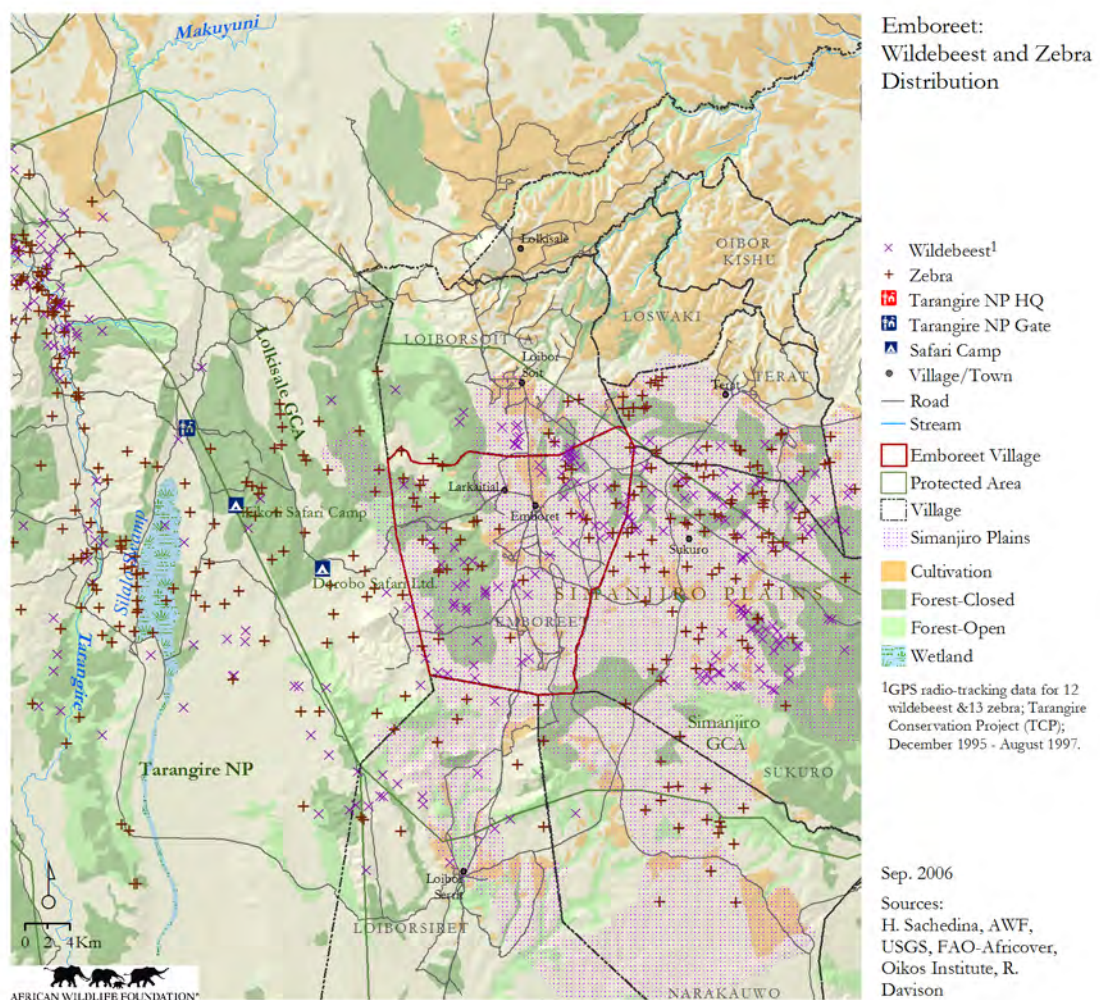 Emboreet:
Wildebeest and Zebra
Distribution
Makuyuni
Lolkisale
OIBOR
KISHU
LOSWAKI
LOIBORSOIT (A)
Loibor
Soit
TERAT
Terat
Lolkisale GCA
Larkaitial
Emboret
Safari Camp
Sukuro
Silalo Swamp
Dorobo Safari Ltd.
SIMANJIRO PLAINS
EMBOREET
Tarangire
Simanjiro
GCA
Tarangire NP
SUKURO
Loibor
Serrit
LOIBORSIRET
NARAKAUWO
0 2 4Km
AFRICAN WILDLIFE FOUNDATION®
Wildebeest¹
Zebra
Tarangire NP HQ
Tarangire NP Gate
Safari Camp
Village/Town
Road
Stream
Emboreet Village
Protected Area
Village
Simanjiro Plains
Cultivation
Forest-Closed
Forest-Open
Wetland
¹GPS radio-tracking data for 12
wildebeest &13 zebra; Tarangire
Conservation Project (TCP);
December 1995 - August 1997.
Sep. 2006
Sources:
H. Sachedina, AWF,
USGS, FAO-Africover,
Oikos Institute, R.
Davison